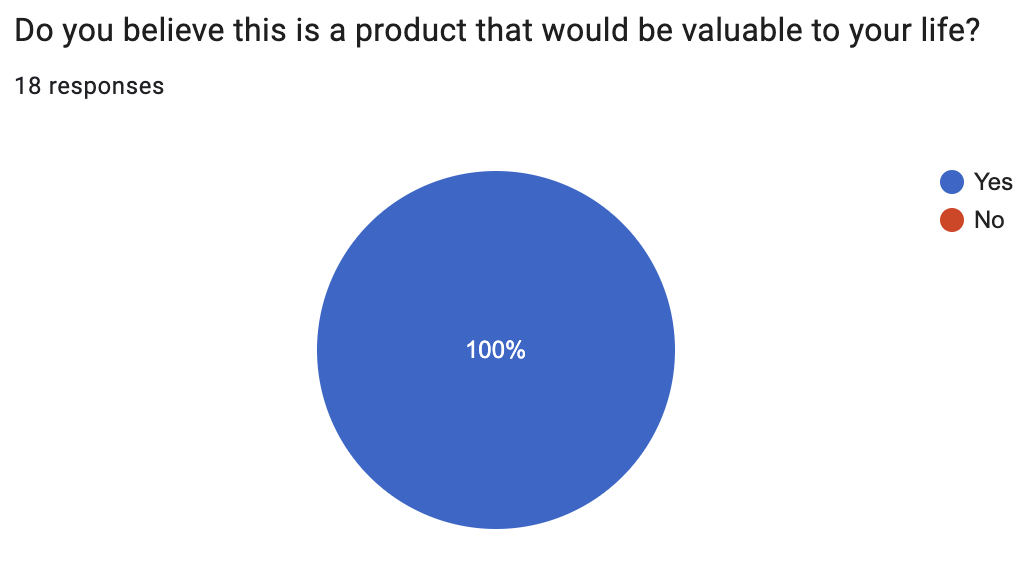 Do you believe this is a product that would be valuable to your life?
18 responses
Yes
No
100%